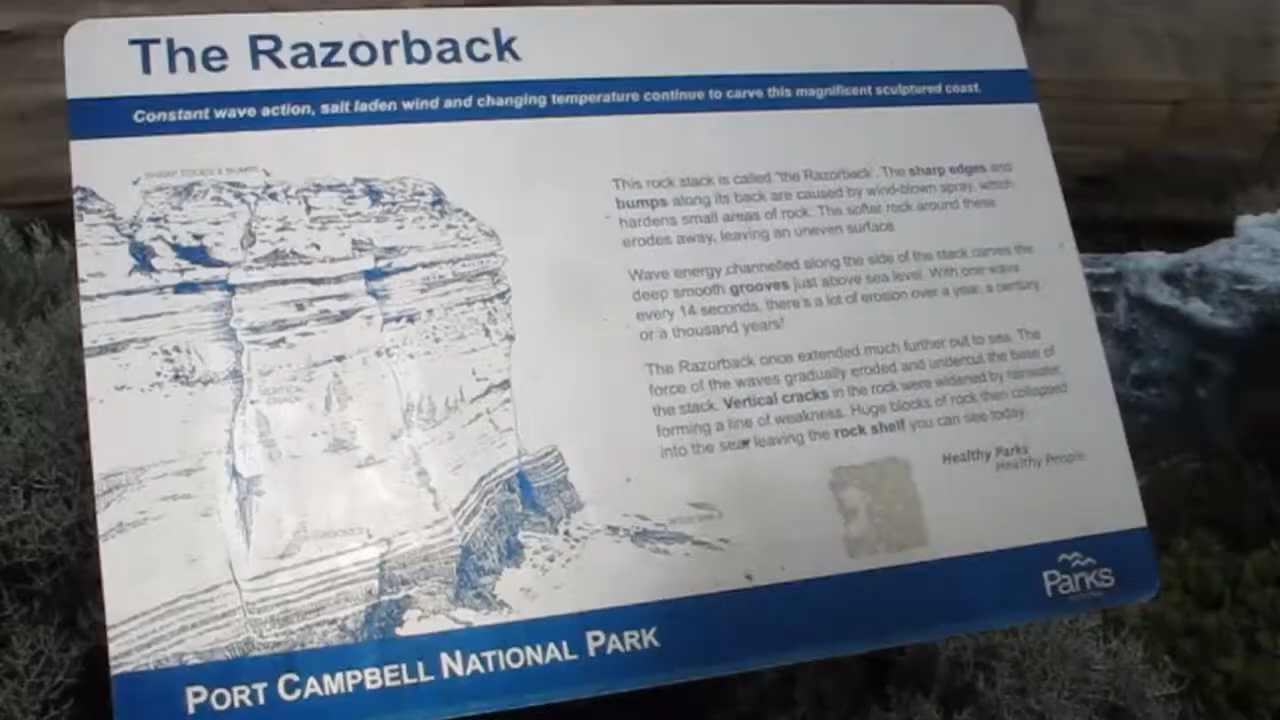 The Razorback
Constant wave action, salt laden wind and changing temperature continue to carve this magnificent sculptured coast.
SHARP EDGES & BUMPS
This rock stack is called 'the Razorback'. The sharp edges and
bumps along its back are caused by wind-blown spray, which
hardens small areas of rock. The softer rock around these
erodes away, leaving an uneven surface.
Wave energy channelled along the side of the stack carves the
deep smooth grooves just above sea level. With one wave
every 14 seconds, there's a lot of erosion over a year, a century,
or a thousand years!
The Razorback once extended much further out to sea. The
force of the waves gradually eroded and undercut the base of
the stack. Vertical cracks in the rock were widened by rainwater,
forming a line of weakness. Huge blocks of rock then collapsed
into the sea, leaving the rock shelf you can see today.
Healthy Parks
Healthy People
Parks
PORT CAMPBELL NATIONAL PARK